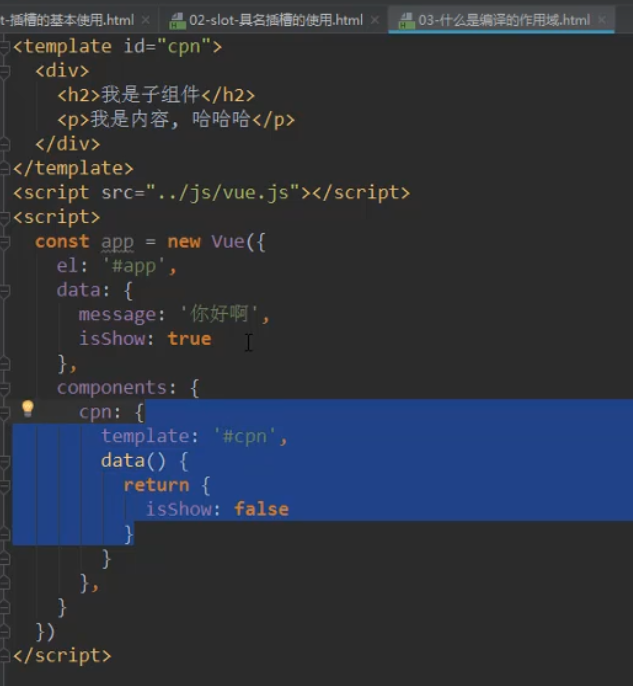 t-插槽的基本使用.html × 02-slot-具名插槽的使用.html × 03-什么是编译的作用域.html ×
<template id="cpn">
<div>
<h2>我是子组件</h2>
<p>我是内容, 哈哈哈</p>
</div>
</template>
<script src="../js/vue.js"></script>
<script>
const app = new Vue({
el: '#app',
data: {
message: '你好啊',
isShow: true
},
components: {
cpn: {
template: '#cpn',
data() {
return {
isShow: false
}
}
},
}
})
</script>